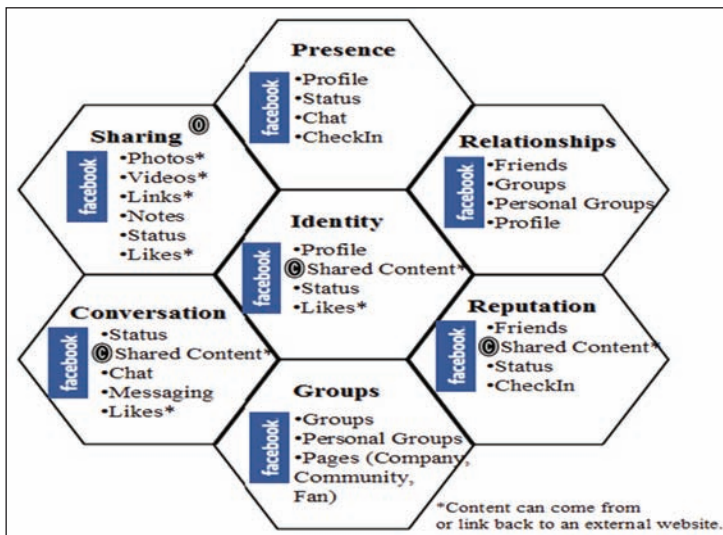 Presence
facebook
•Profile
•Status
•Chat
•CheckIn
Sharing
O
facebook
•Photos*
•Videos*
•Links*
•Notes
•Status
•Likes*
Relationships
facebook
•Friends
•Groups
•Personal Groups
•Profile
Identity
facebook
•Profile
© Shared Content*
•Status
•Likes*
Conversation
facebook
•Status
© Shared Content*
•Chat
•Messaging
•Likes*
Reputation
facebook
•Friends
© Shared Content*
•Status
•CheckIn
Groups
facebook
•Groups
•Personal Groups
•Pages (Company,
Community,
Fan)
*Content can come from
or link back to an external website.